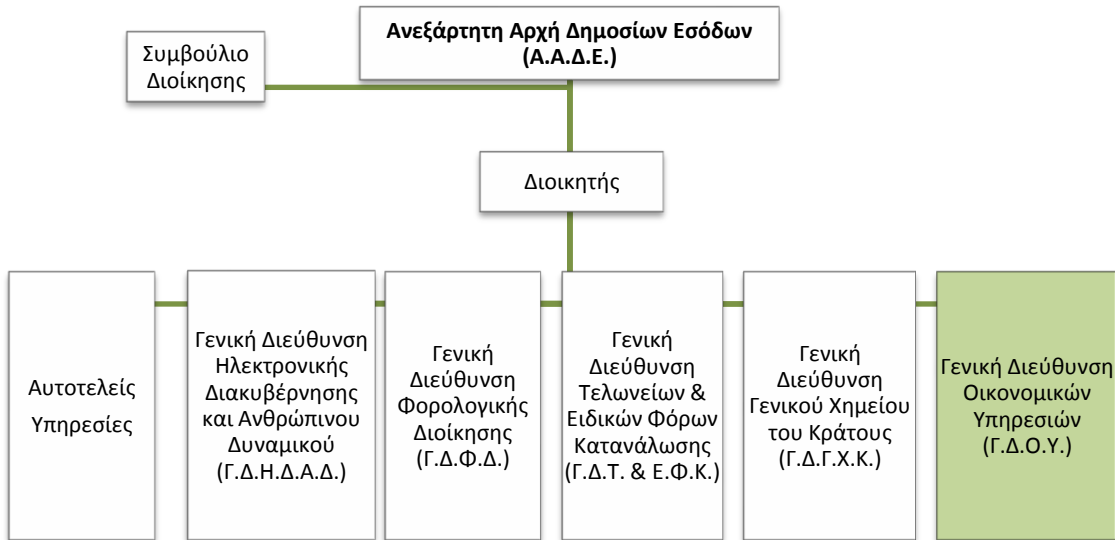 Ανεξάρτητη Αρχή Δημοσίων Εσόδων
(Α.Α.Δ.Ε.)
Συμβούλιο
Διοίκησης
Διοικητής
Αυτοτελείς
Υπηρεσίες
Γενική Διεύθυνση
Ηλεκτρονικής
Διακυβέρνησης
και Ανθρώπινου
Δυναμικού
(Γ.Δ.Η.Δ.Α.Δ.)
Γενική
Διεύθυνση
Φορολογικής
Διοίκησης
(Γ.Δ.Φ.Δ.)
Γενική
Διεύθυνση
Τελωνείων &
Ειδικών Φόρων
Κατανάλωσης
(Γ.Δ.Τ. & Ε.Φ.Κ.)
Γενική
Διεύθυνση
Γενικού Χημείου
του Κράτους
(Γ.Δ.Γ.Χ.Κ.)
Γενική Διεύθυνση
Οικονομικών
Υπηρεσιών
(Γ.Δ.Ο.Υ.)